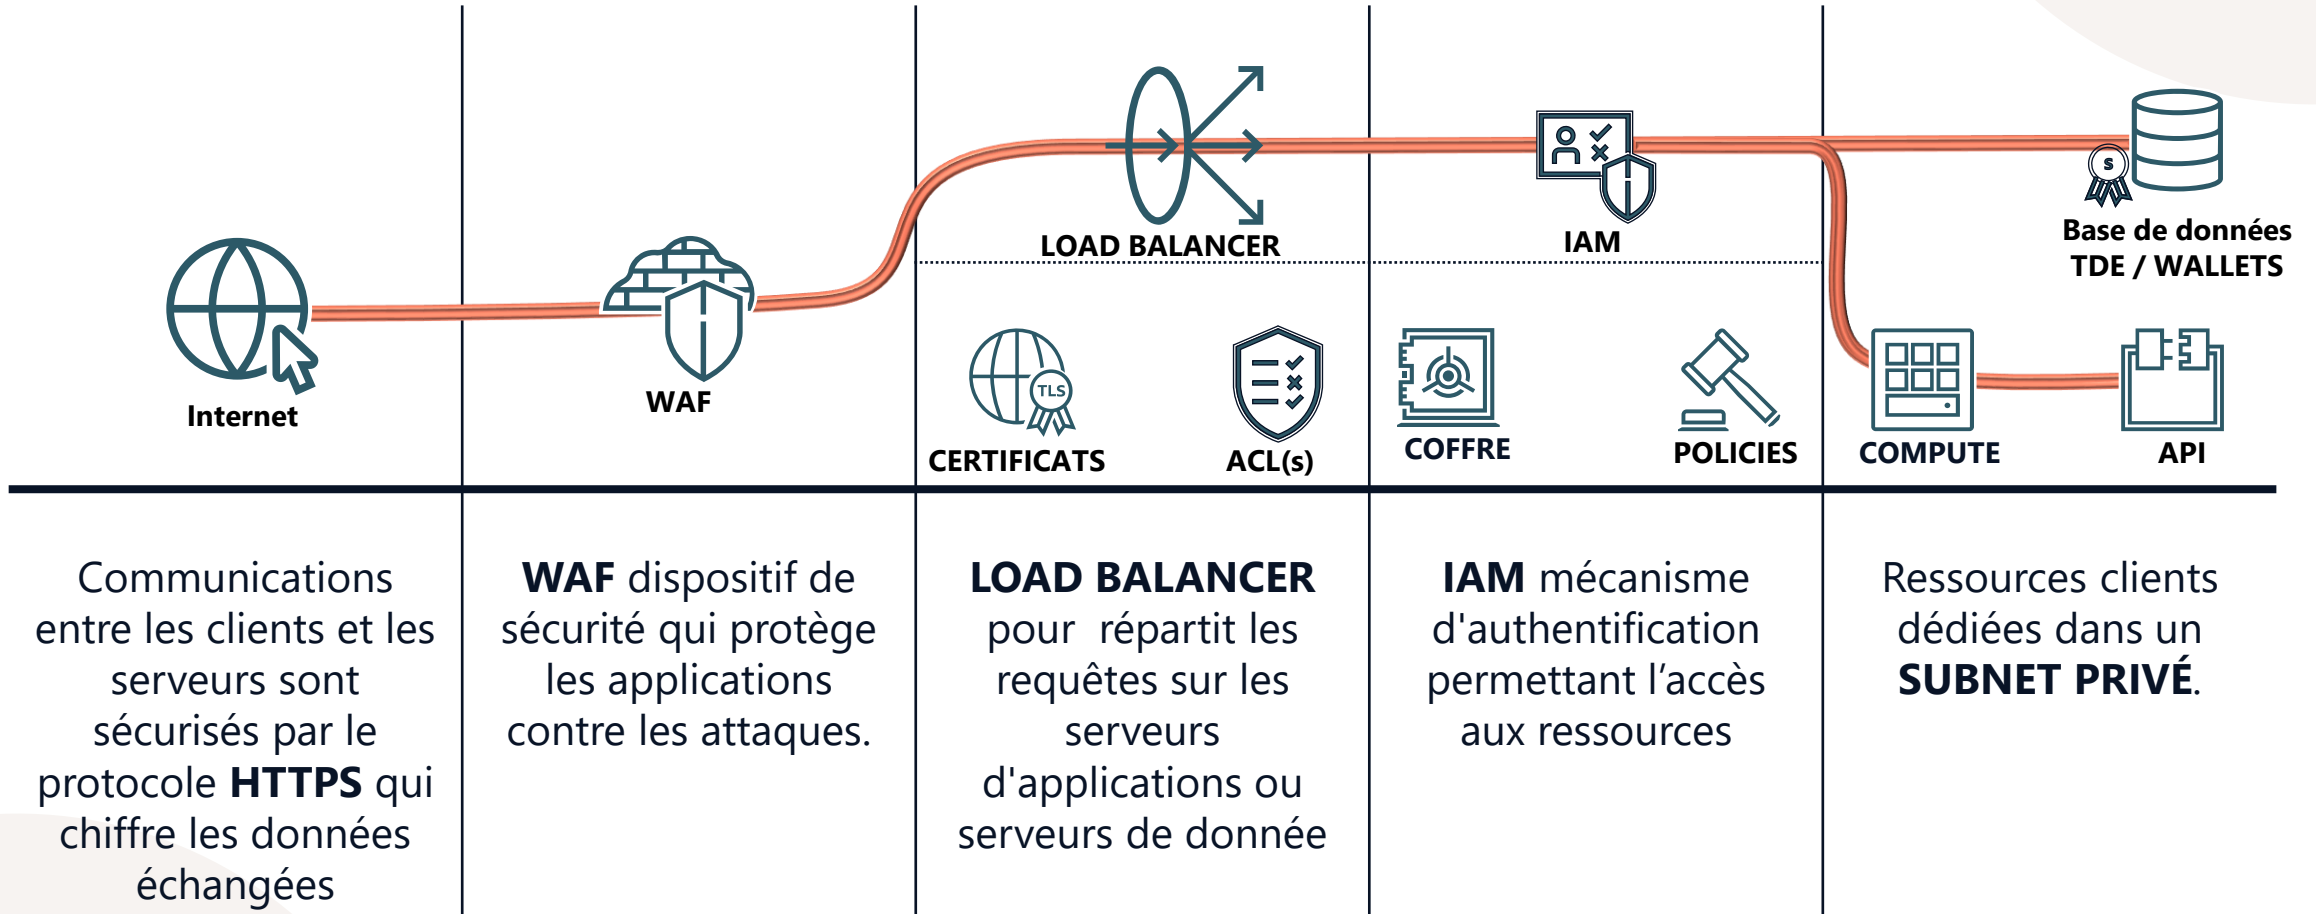 Internet
WAF
LOAD BALANCER
TLS
CERTIFICATS
ACL(s)
IAM
COFFRE
POLICIES
S
Base de données
TDE / WALLETS
COMPUTE
API
Communications
entre les clients et les
serveurs sont
sécurisés par le
protocole HTTPS qui
chiffre les données
échangées
WAF dispositif de
sécurité qui protège
les applications
contre les attaques.
LOAD BALANCER
pour  répartit les
requêtes sur les
serveurs
d'applications ou
serveurs de donnée
IAM mécanisme
d'authentification
permettant l’accès
aux ressources
Ressources clients
dédiées dans un
SUBNET PRIVÉ.